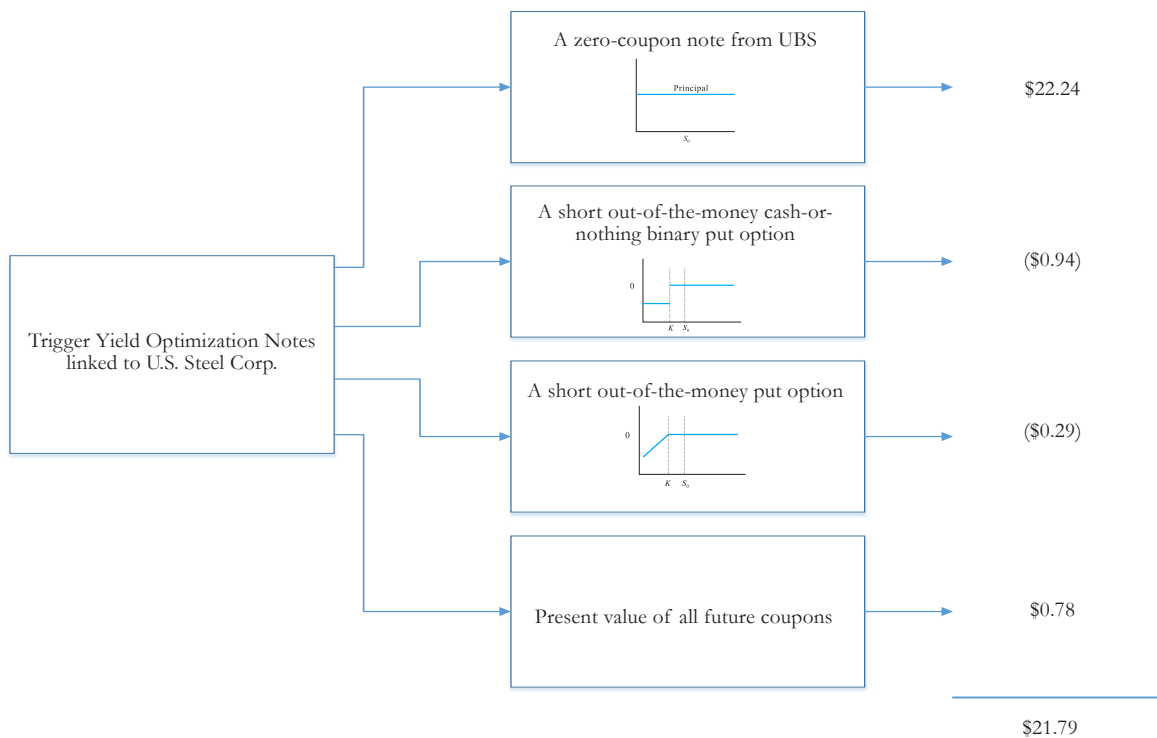 A zero-coupon note from UBS
Principal
S₀
$22.24
A short out-of-the-money cash-or-
nothing binary put option
0
K S₀
($0.94)
Trigger Yield Optimization Notes
linked to U.S. Steel Corp.
A short out-of-the-money put option
0
K S₀
($0.29)
Present value of all future coupons
$0.78
$21.79